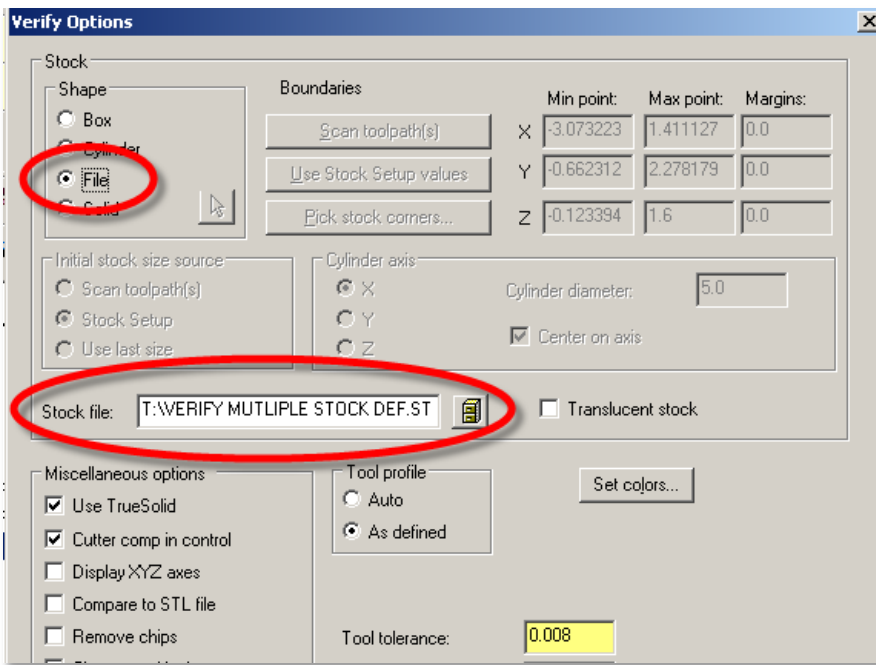 Verify Options
Stock
Shape
Box
Cylinder
File
Solid
Boundaries
Scan toolpath(s)
Use Stock Setup values
Pick stock corners...
Min point: Max point: Margins:
X -3.073223 1.411127 0.0
Y -0.662312 2.278179 0.0
Z -0.123394 1.6 0.0
Initial stock size source
Scan toolpath(s)
Stock Setup
Use last size
Cylinder axis
X
Y
Z
Cylinder diameter: 5.0
Center on axis
Stock file: T:\VERIFY MUTLIPLE STOCK DEF.ST
Translucent stock
Miscellaneous options
Use TrueSolid
Cutter comp in control
Display XYZ axes
Compare to STL file
Remove chips
Tool profile
Auto
As defined
Set colors...
Tool tolerance: 0.008